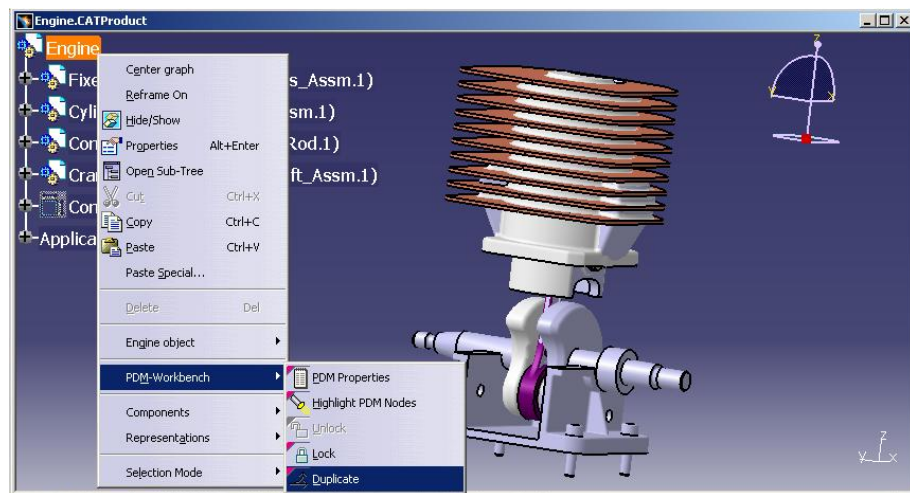 Engine.CATProduct
Engine
Fixe
s_Assm.1)
Cyli
sm.1)
Con
Rod.1)
Cra
ft_Assm.1)
Con
Applica
Center graph
Reframe On
Hide/Show
Properties Alt+Enter
Open Sub-Tree
Cut Ctrl+X
Copy Ctrl+C
Paste Ctrl+V
Paste Special...
Delete Del
Engine object
PDM-Workbench
Components
Representations
Selection Mode
PDM Properties
Highlight PDM Nodes
Unlock
Lock
Duplicate
z
y
x
z
y
x